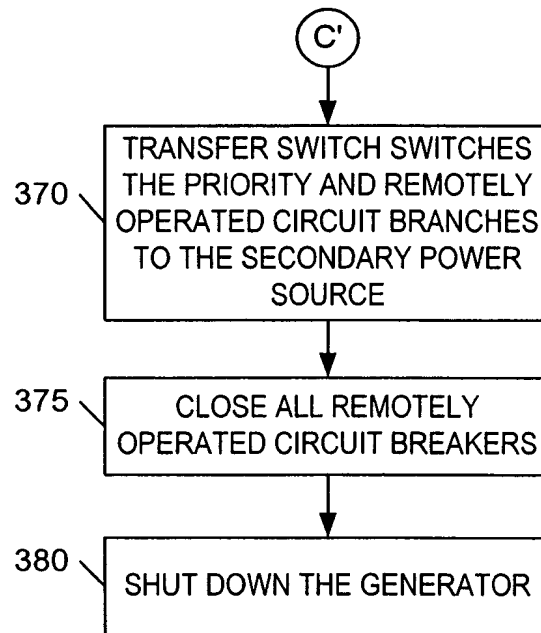 C'
370
TRANSFER SWITCH SWITCHES
THE PRIORITY AND REMOTELY
OPERATED CIRCUIT BRANCHES
TO THE SECONDARY POWER
SOURCE
375
CLOSE ALL REMOTELY
OPERATED CIRCUIT BREAKERS
380
SHUT DOWN THE GENERATOR